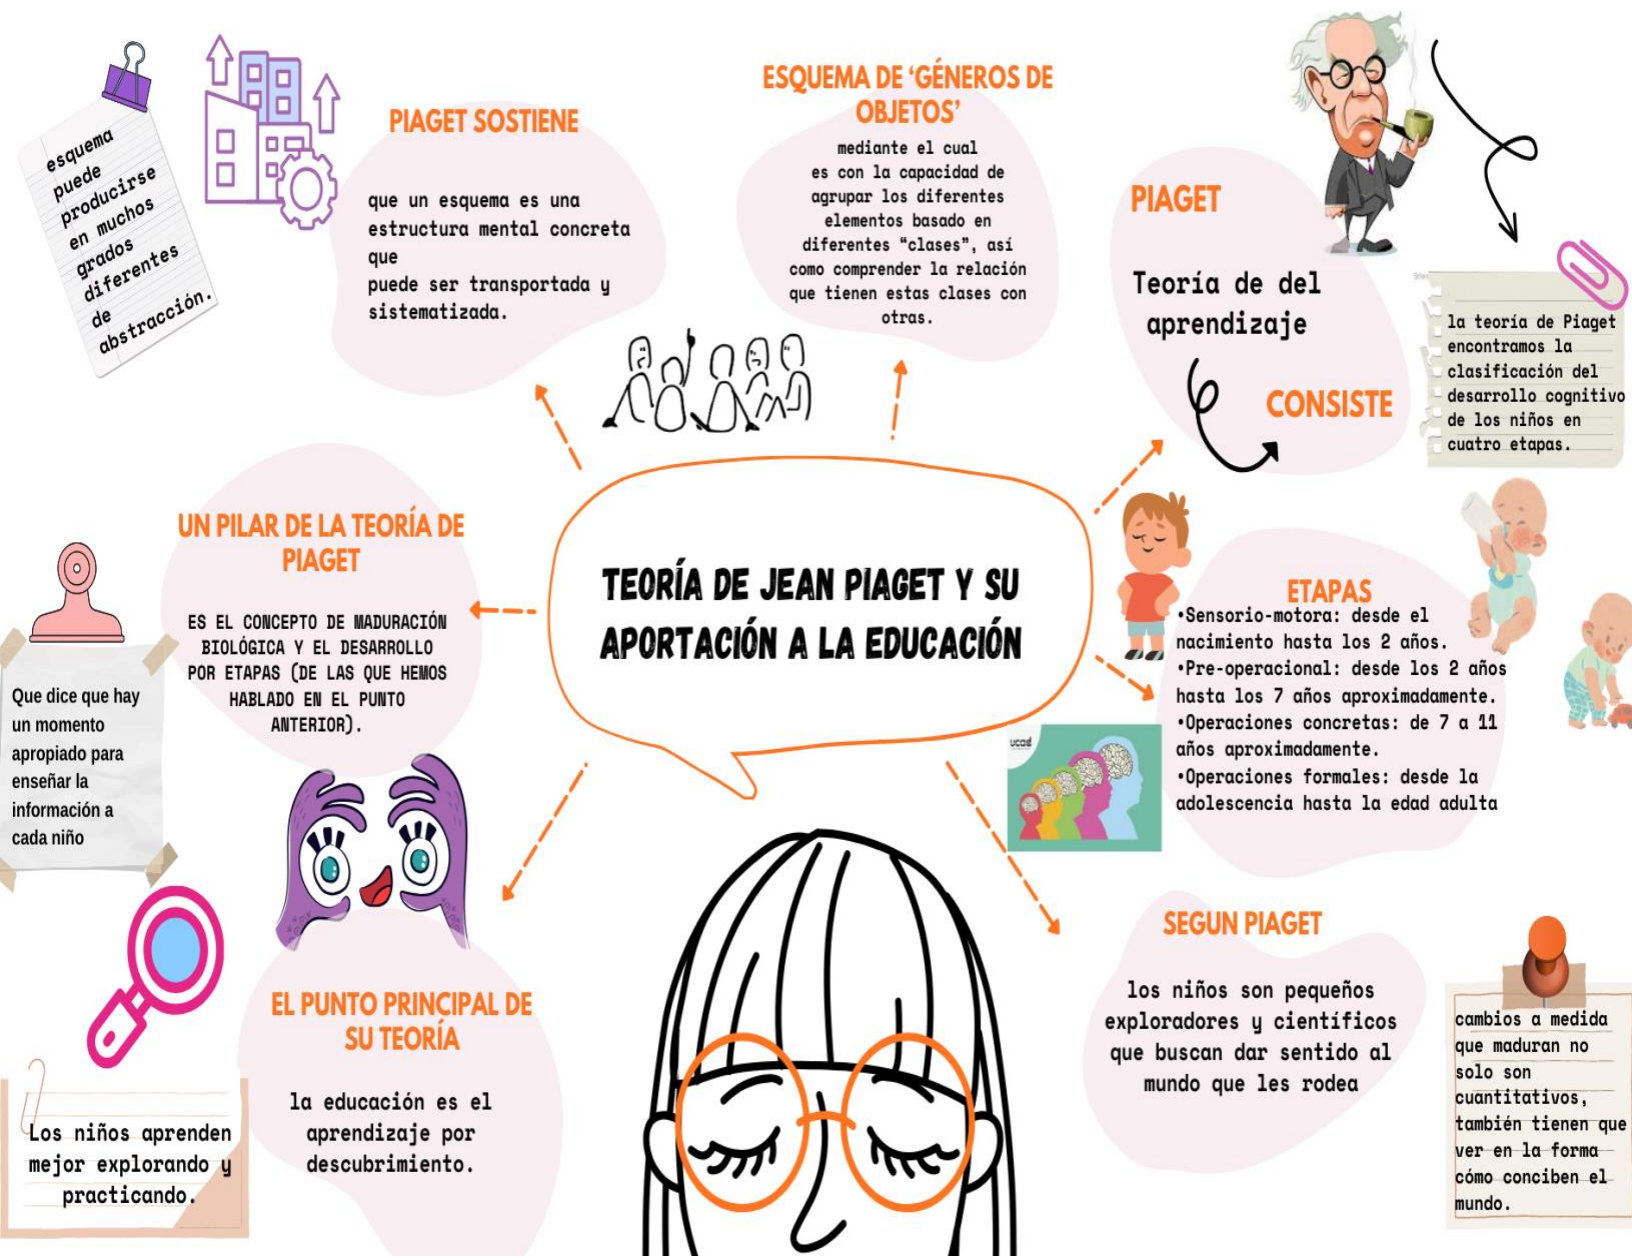 esquema
puede
producirse
en muchos
grados
diferentes
de
abstracción.
PIAGET SOSTIENE
que un esquema es una
estructura mental concreta
que
puede ser transportada y
sistematizada.
ESQUEMA DE ‘GÉNEROS DE
OBJETOS’
mediante el cual
es con la capacidad de
agrupar los diferentes
elementos basado en
diferentes “clases”, así
como comprender la relación
que tienen estas clases con
otras.
PIAGET
Teoría de del
aprendizaje
CONSISTE
la teoría de Piaget
encontramos la
clasificación del
desarrollo cognitivo
de los niños en
cuatro etapas.
UN PILAR DE LA TEORÍA DE
PIAGET
ES EL CONCEPTO DE MADURACIÓN
BIOLÓGICA Y EL DESARROLLO
POR ETAPAS (DE LAS QUE HEMOS
HABLADO EN EL PUNTO
ANTERIOR).
Que dice que hay
un momento
apropiado para
enseñar la
información a
cada niño
TEORÍA DE JEAN PIAGET Y SU
APORTACIÓN A LA EDUCACIÓN
ETAPAS
•Sensorio-motora: desde el
nacimiento hasta los 2 años.
•Pre-operacional: desde los 2 años
hasta los 7 años aproximadamente.
•Operaciones concretas: de 7 a 11
años aproximadamente.
•Operaciones formales: desde la
adolescencia hasta la edad adulta
EL PUNTO PRINCIPAL DE
SU TEORÍA
la educación es el
aprendizaje por
descubrimiento.
Los niños aprenden
mejor explorando y
practicando.
SEGUN PIAGET
los niños son pequeños
exploradores y científicos
que buscan dar sentido al
mundo que les rodea
cambios a medida
que maduran no
solo son
cuantitativos,
también tienen que
ver en la forma
cómo conciben el
mundo.